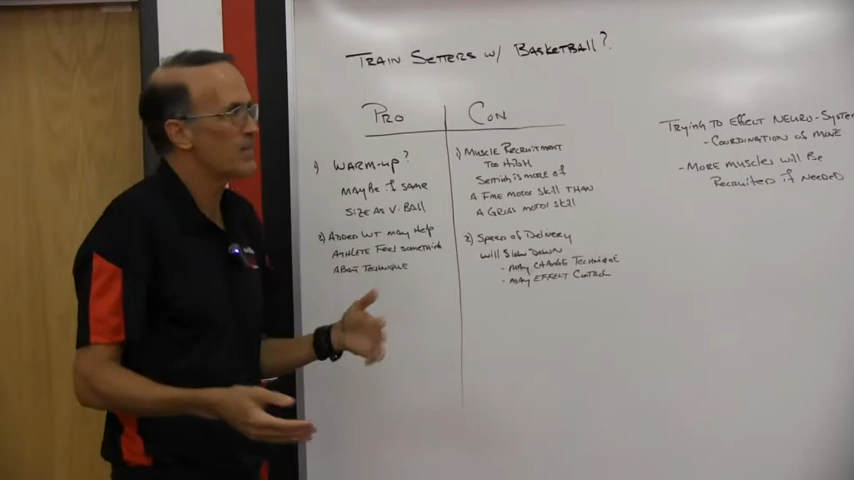 TRAIN SETTERS W/ BASKETBALL?
PRO
1) WARM-UP?
MAYBE IF SAME
SIZE AS V-BALL
2) ADDED WT MAY HELP
ATHLETE FEEL SOMETHING
ABOUT TECHNIQUE
CON
1) MUSCLE RECRUITMENT
TOO HIGH
SETTING IS MORE OF
A FINE MOTOR SKILL THAN
A GROSS MOTOR SKILL
2) SPEED OF DELIVERY
WILL SLOW DOWN
- MAY CHANGE TECHNIQUE
- MAY EFFECT CONTROL
TRYING TO EFFECT NEURO-SYSTEM
- COORDINATION OF MOVE
- MORE MUSCLES WILL BE
RECRUITED IF NEEDED